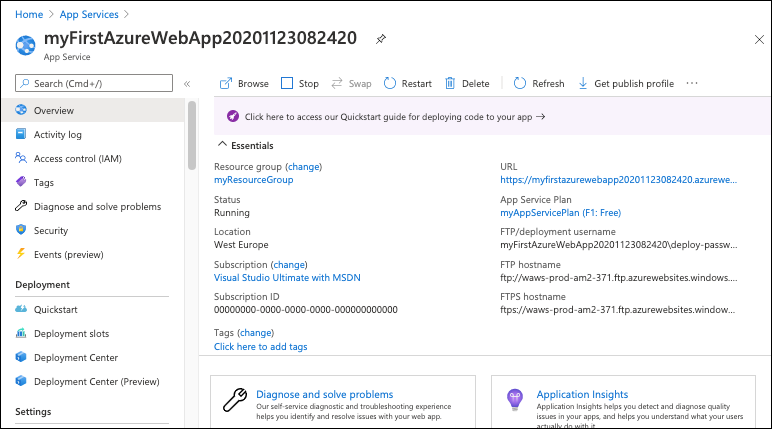 Home > App Services >
myFirstAzureWebApp20201123082420
App Service
Search (Cmd+/)
«
Browse Stop Swap Restart Delete Refresh Get publish profile ...
Click here to access our Quickstart guide for deploying code to your app →
Overview
Activity log
Access control (IAM)
Tags
Diagnose and solve problems
Security
Events (preview)
Deployment
Quickstart
Deployment slots
Deployment Center
Deployment Center (Preview)
Settings
Essentials
Resource group (change)
myResourceGroup
Status
Running
Location
West Europe
Subscription (change)
Visual Studio Ultimate with MSDN
Subscription ID
00000000-0000-0000-0000-000000000000
Tags (change)
Click here to add tags
URL
https://myfirstazurewebapp20201123082420.azurewe...
App Service Plan
myAppServicePlan (F1: Free)
FTP/deployment username
myFirstAzureWebApp20201123082420\deploy-passw...
FTP hostname
ftp://waws-prod-am2-371.ftp.azurewebsites.windows....
FTPS hostname
ftps://waws-prod-am2-371.ftp.azurewebsites.window...
Diagnose and solve problems
Our self-service diagnostic and troubleshooting experience
helps you identify and resolve issues with your web app.
Application Insights
Application Insights helps you detect and diagnose quality
issues in your apps, and helps you understand what your users
actually do with it.